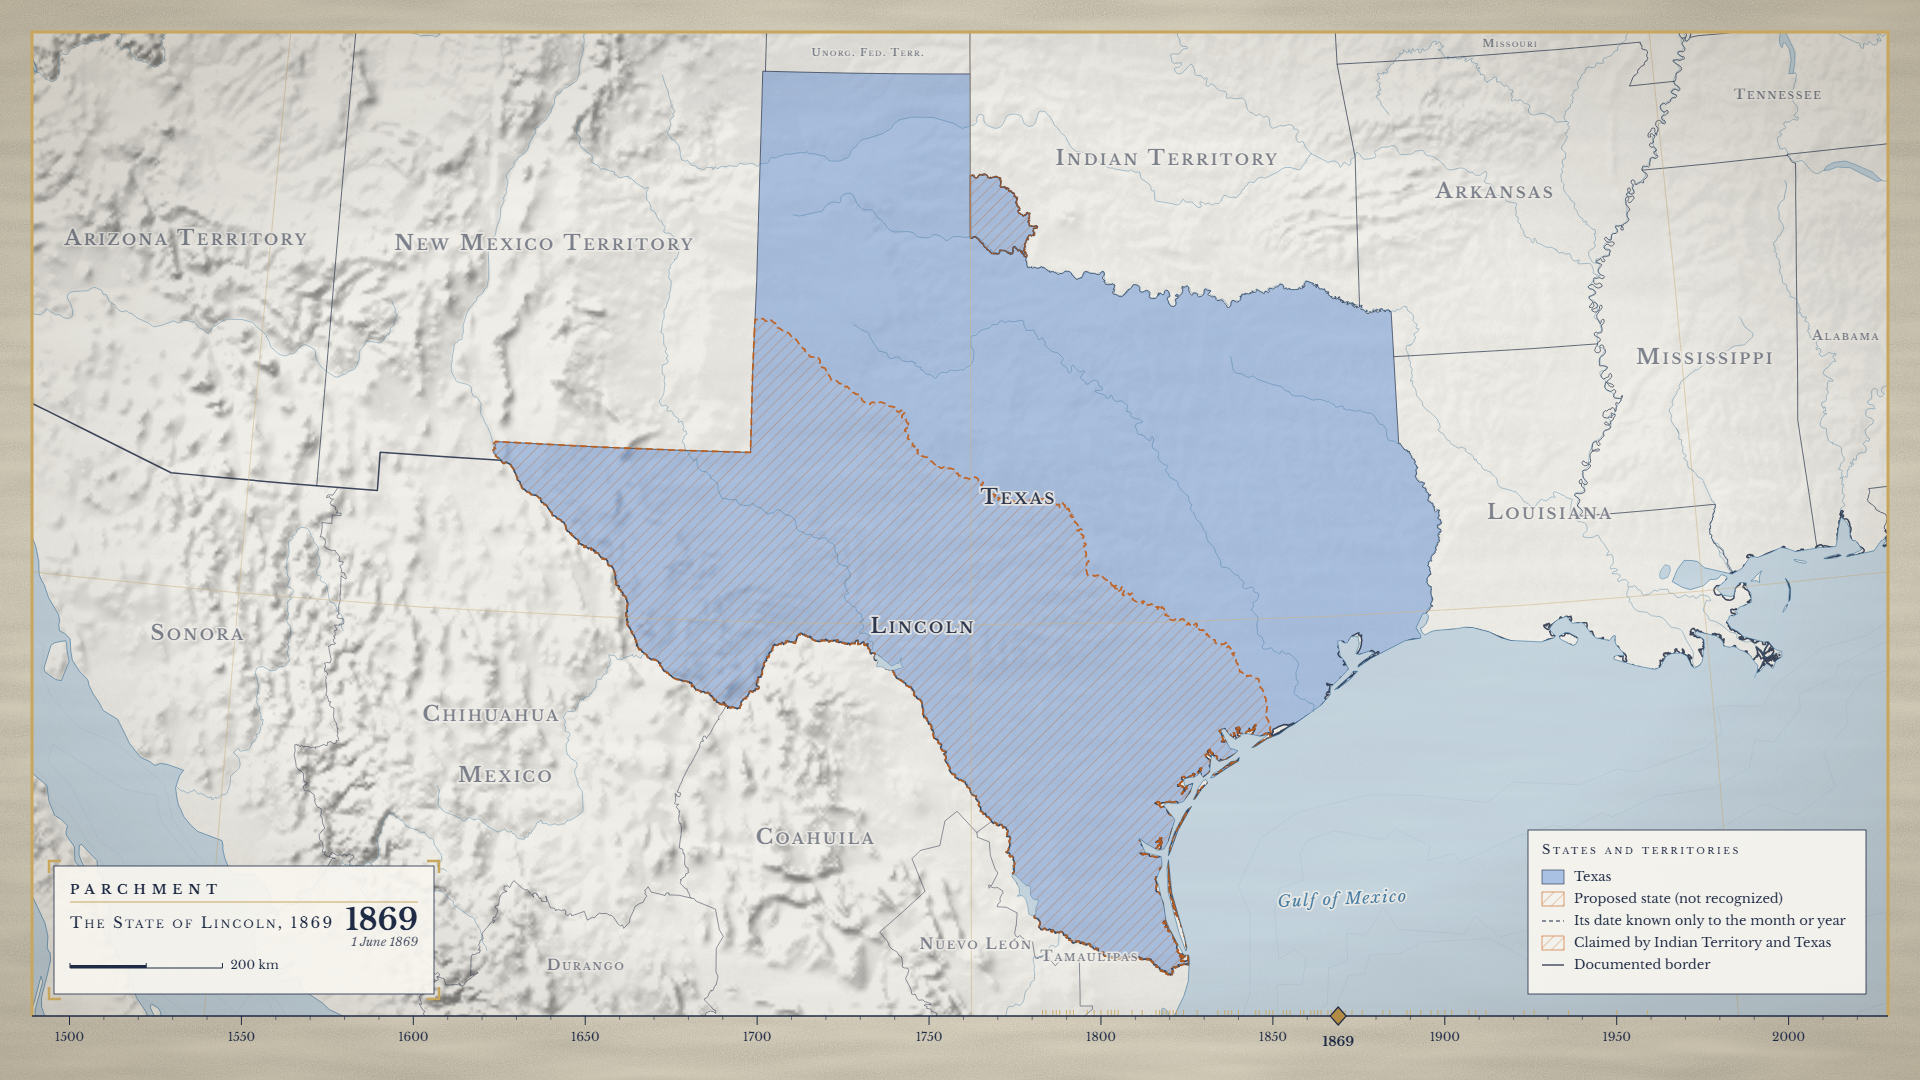 Unorg. Fed. Terr.
Missouri
Tennessee
Indian Territory
Arkansas
Arizona Territory
New Mexico Territory
Alabama
Mississippi
Texas
Louisiana
Lincoln
Sonora
Chihuahua
Mexico
Coahuila
Gulf of Mexico
Nuevo León
Tamaulipas
Durango
PARCHMENT
The State of Lincoln, 1869
1869
1 June 1869
200 km
States and territories
Texas
Proposed state (not recognized)
Its date known only to the month or year
Claimed by Indian Territory and Texas
Documented border
1500 1550 1600 1650 1700 1750 1800 1850 1869 1900 1950 2000